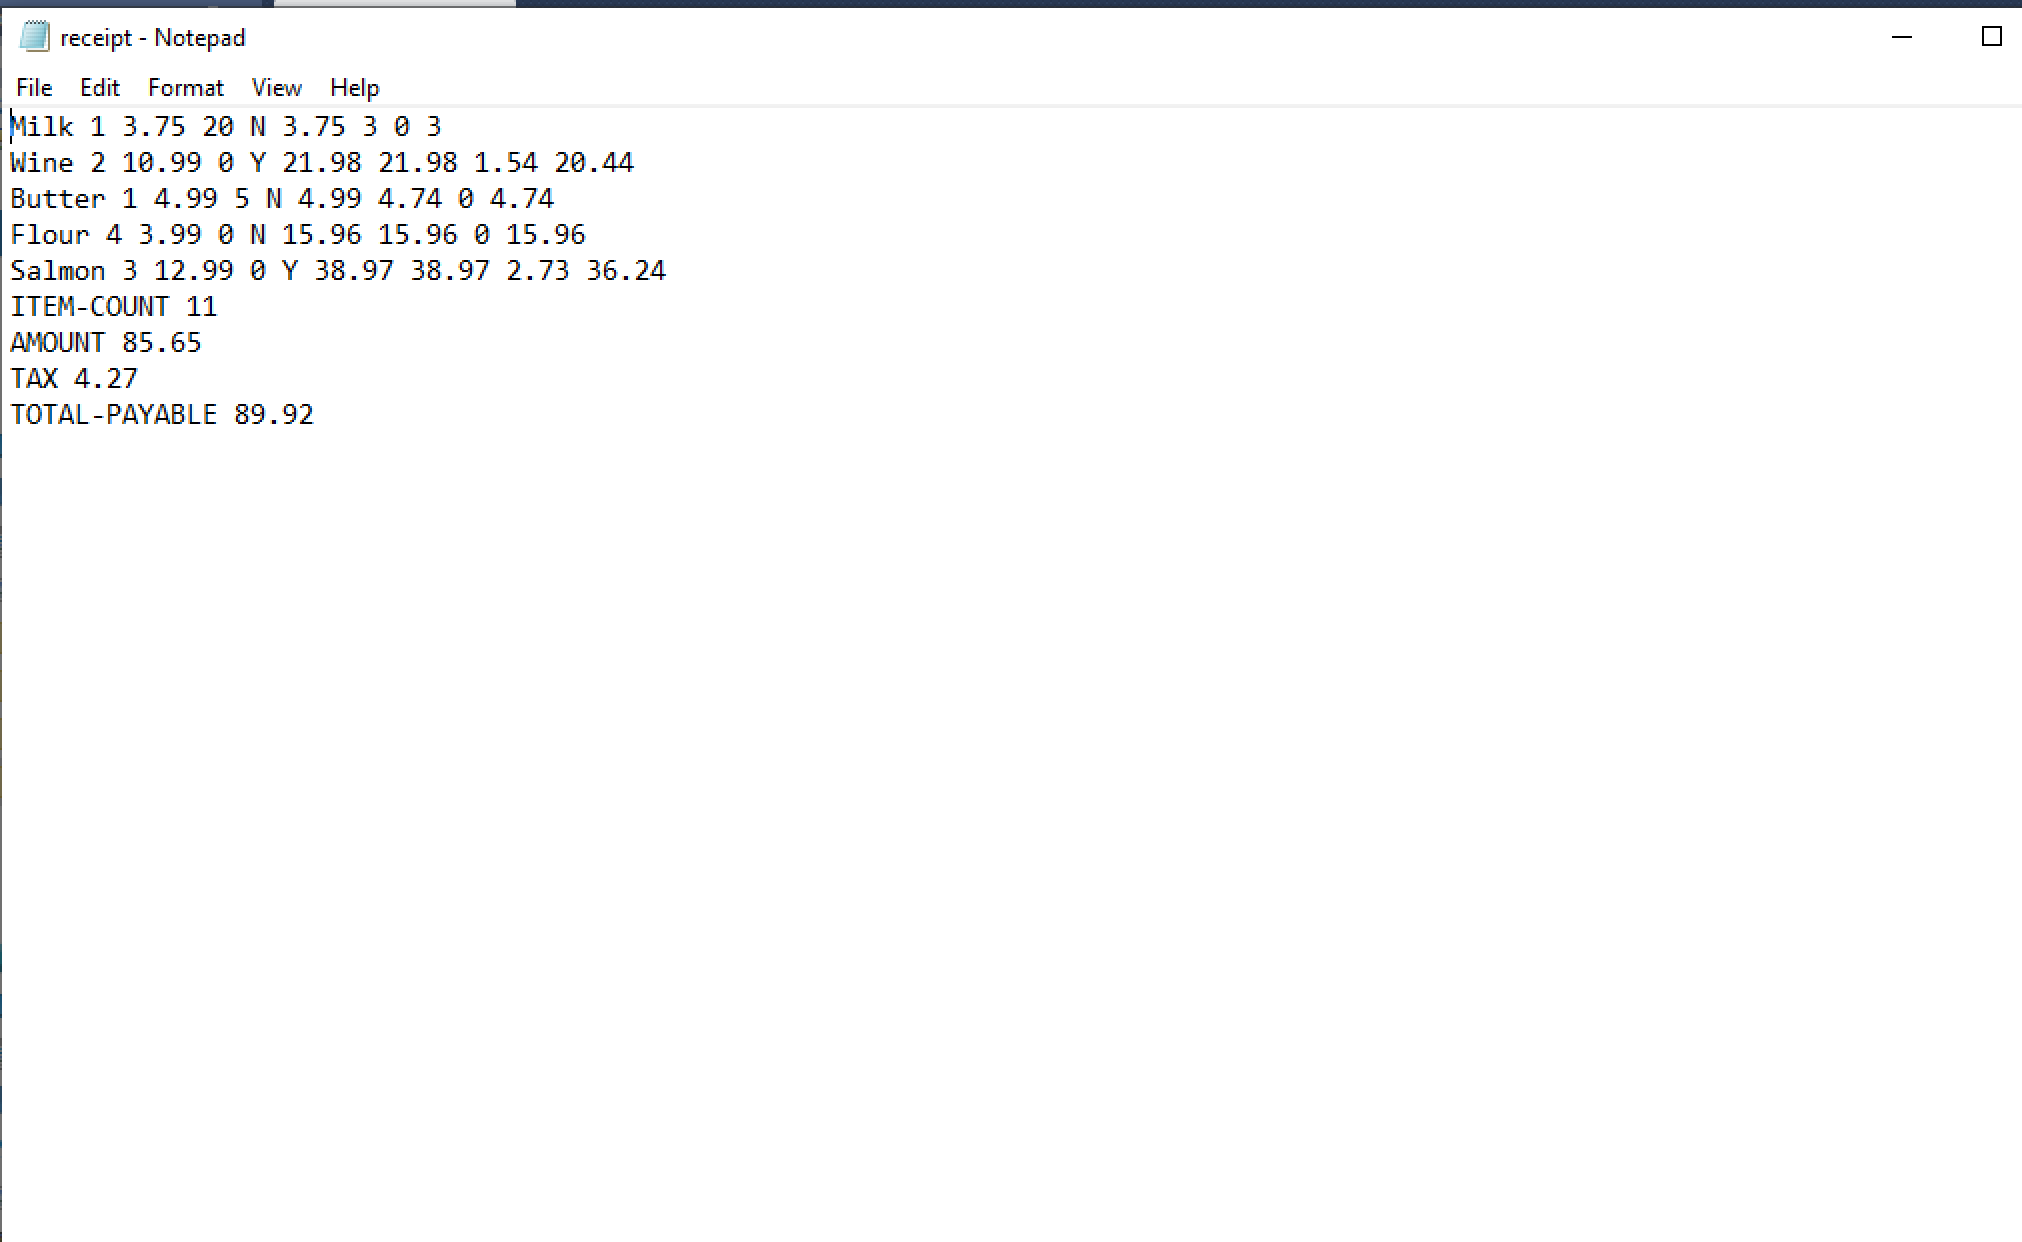 receipt - Notepad
File Edit Format View Help
Milk 1 3.75 20 N 3.75 3 0 3
Wine 2 10.99 0 Y 21.98 21.98 1.54 20.44
Butter 1 4.99 5 N 4.99 4.74 0 4.74
Flour 4 3.99 0 N 15.96 15.96 0 15.96
Salmon 3 12.99 0 Y 38.97 38.97 2.73 36.24
ITEM-COUNT 11
AMOUNT 85.65
TAX 4.27
TOTAL-PAYABLE 89.92